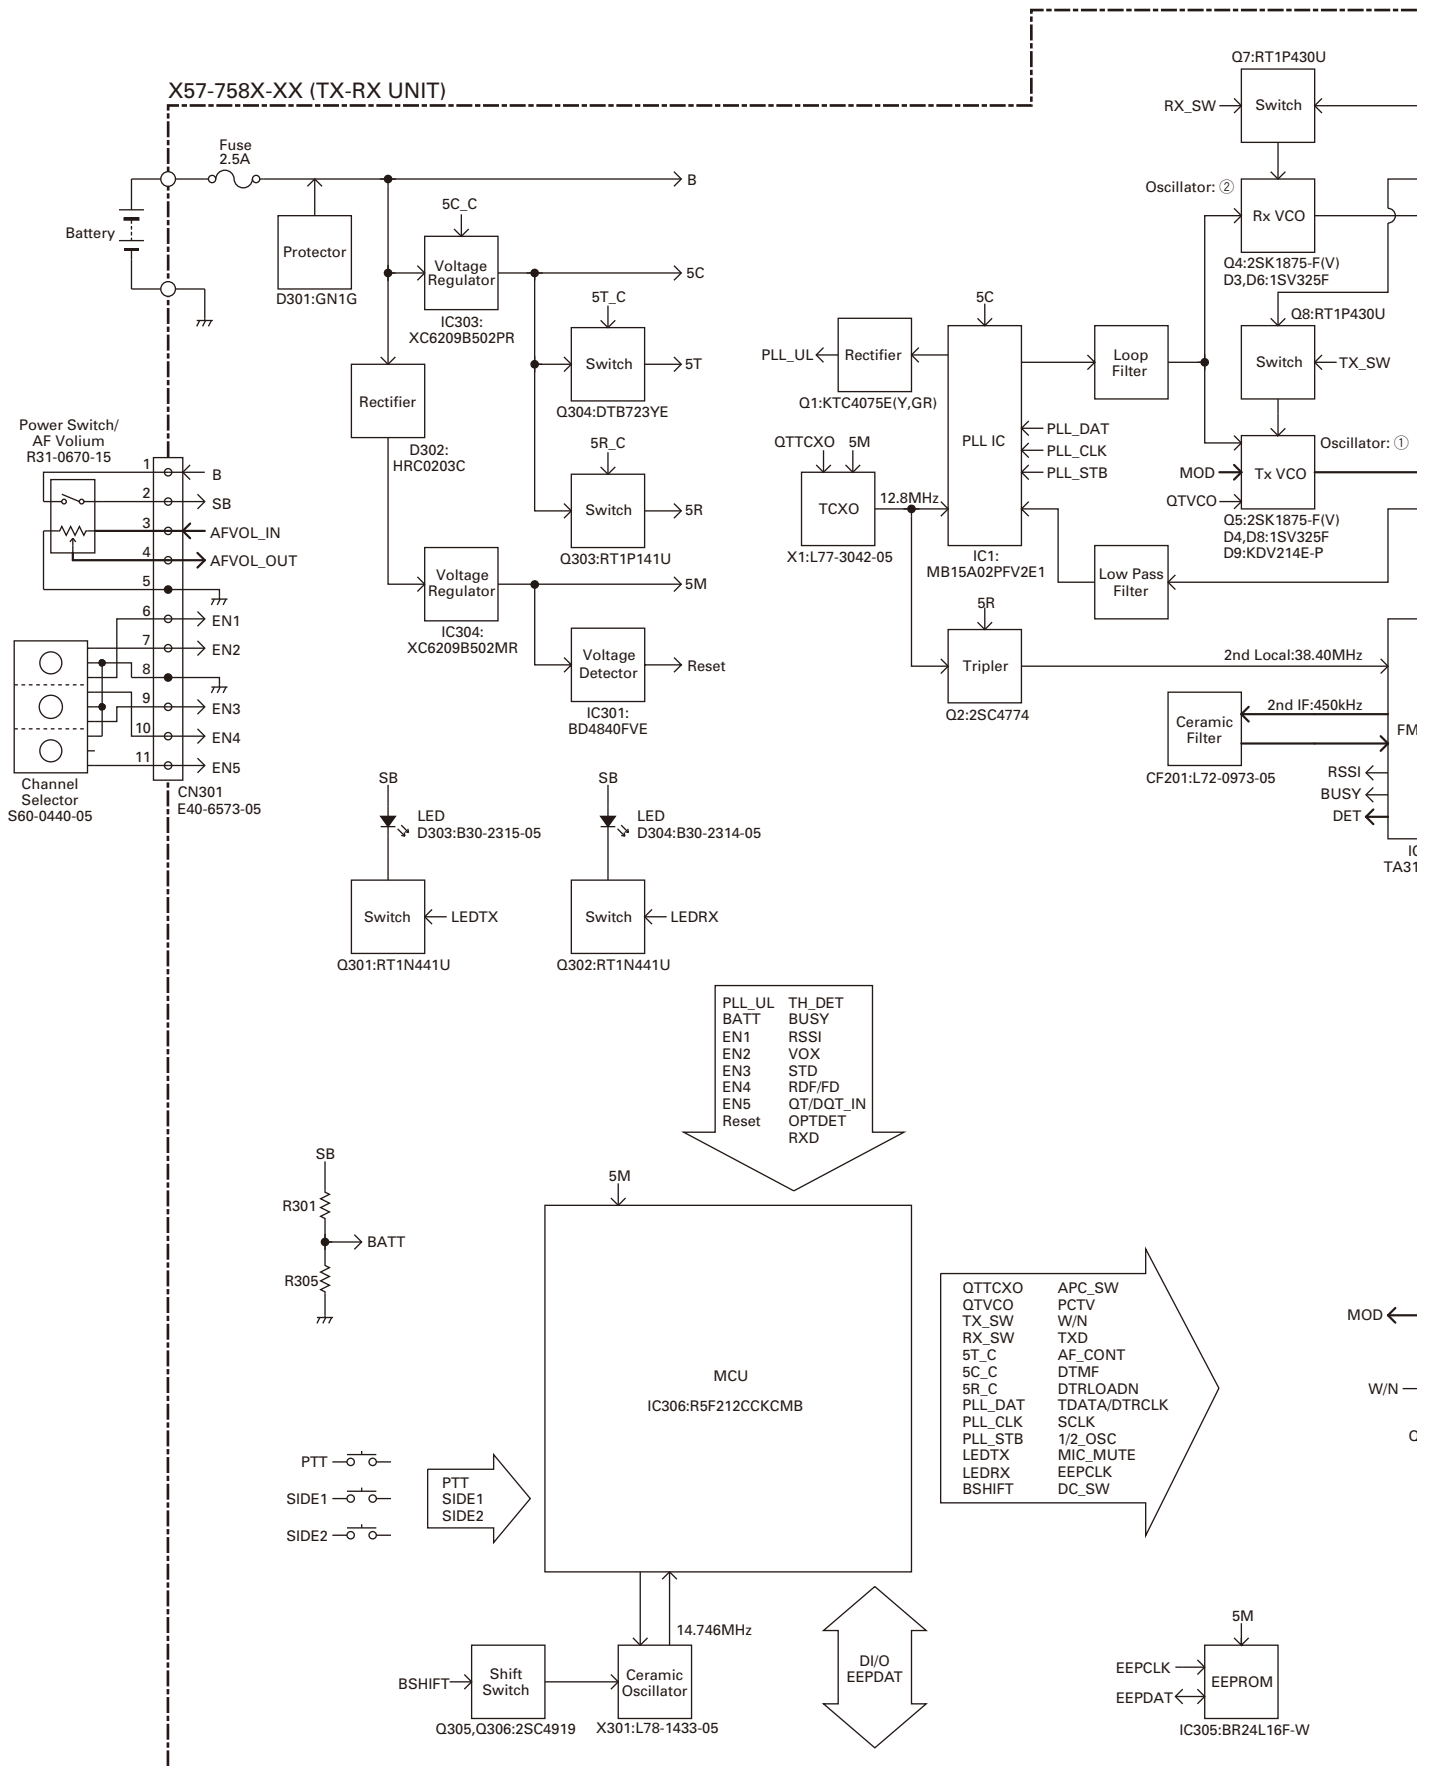 X57-758X-XX (TX-RX UNIT)
Q7:RT1P430U
RX_SW
Switch
Fuse
2.5A
B
Battery
Protector
D301:GN1G
5C_C
Voltage
Regulator
IC303:
XC6209B502PR
5C
5T_C
Switch
5T
Q304:DTB723YE
Rectifier
D302:
HRC0203C
5R_C
Switch
5R
Q303:RT1P141U
Voltage
Regulator
IC304:
XC6209B502MR
5M
Voltage
Detector
Reset
IC301:
BD4840FVE
Oscillator: ②
Rx VCO
Q4:2SK1875-F(V)
D3,D6:1SV325F
Q8:RT1P430U
Switch
TX_SW
5C
PLL_UL
Rectifier
Q1:KTC4075E(Y,GR)
PLL IC
Loop
Filter
PLL_DAT
PLL_CLK
PLL_STB
QTTCXO
5M
TCXO
12.8MHz
X1:L77-3042-05
IC1:
MB15A02PFV2E1
Oscillator: ①
MOD
Tx VCO
QTVCO
Q5:2SK1875-F(V)
D4,D8:1SV325F
D9:KDV214E-P
Low Pass
Filter
5R
Tripler
Q2:2SC4774
2nd Local:38.40MHz
2nd IF:450kHz
Ceramic
Filter
CF201:L72-0973-05
FM
RSSI
BUSY
DET
IC
TA31
Power Switch/
AF Volium
R31-0670-15
1
B
2
SB
3
AFVOL_IN
4
AFVOL_OUT
5
6
EN1
7
EN2
8
9
EN3
10
EN4
11
EN5
Channel
Selector
S60-0440-05
CN301
E40-6573-05
SB
LED
D303:B30-2315-05
Switch
LEDTX
Q301:RT1N441U
SB
LED
D304:B30-2314-05
Switch
LEDRX
Q302:RT1N441U
PLL_UL TH_DET
BATT BUSY
EN1 RSSI
EN2 VOX
EN3 STD
EN4 RDF/FD
EN5 QT/DQT_IN
Reset OPTDET
RXD
SB
R301
BATT
R305
5M
MCU
IC306:R5F212CCKCMB
QTTCXO APC_SW
QTVCO PCTV
TX_SW W/N
RX_SW TXD
5T_C AF_CONT
5C_C DTMF
5R_C DTRLOADN
PLL_DAT TDATA/DTRCLK
PLL_CLK SCLK
PLL_STB 1/2_OSC
LEDTX MIC_MUTE
LEDRX EEPCLK
BSHIFT DC_SW
MOD
W/N
PTT
SIDE1
SIDE2
PTT
SIDE1
SIDE2
14.746MHz
BSHIFT
Shift
Switch
Q305,Q306:2SC4919
Ceramic
Oscillator
X301:L78-1433-05
DI/O
EEPDAT
5M
EEPCLK
EEPDAT
EEPROM
IC305:BR24L16F-W